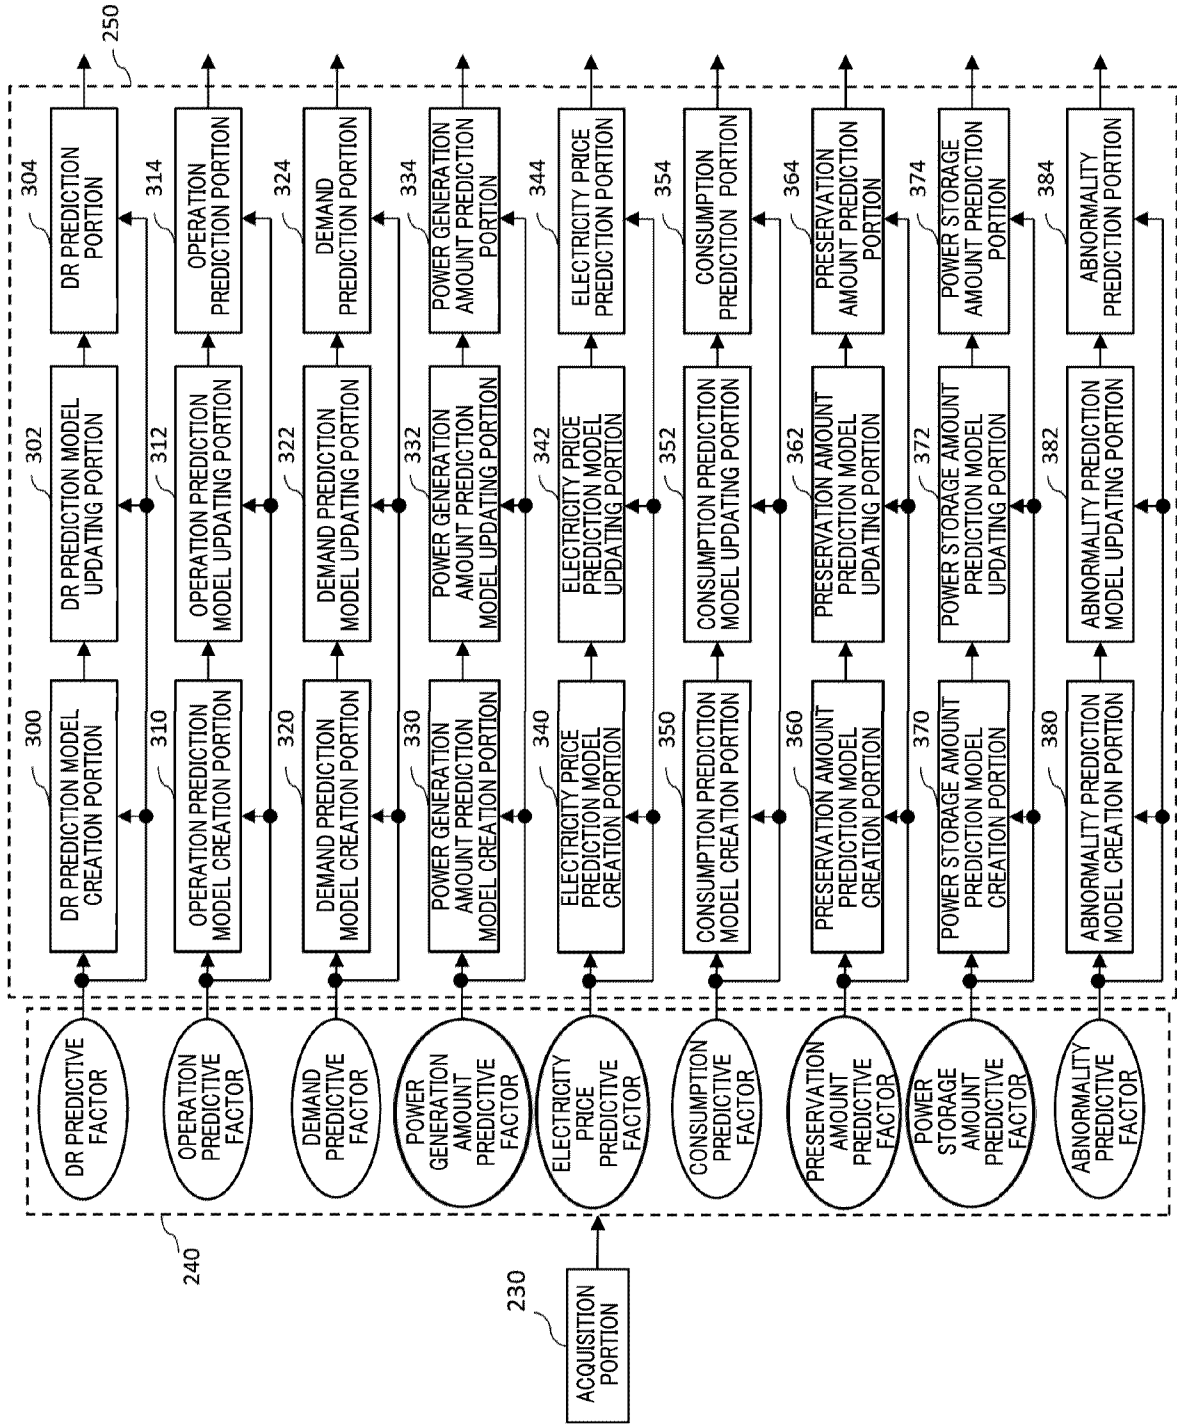 230
ACQUISITION
PORTION
240
DR PREDICTIVE
FACTOR
OPERATION
PREDICTIVE
FACTOR
DEMAND
PREDICTIVE
FACTOR
POWER
GENERATION
AMOUNT
PREDICTIVE
FACTOR
ELECTRICITY
PRICE
PREDICTIVE
FACTOR
CONSUMPTION
PREDICTIVE
FACTOR
PRESERVATION
AMOUNT
PREDICTIVE
FACTOR
POWER
STORAGE
AMOUNT
PREDICTIVE
FACTOR
ABNORMALITY
PREDICTIVE
FACTOR
250
300
DR PREDICTION MODEL
CREATION PORTION
302
DR PREDICTION MODEL
UPDATING PORTION
304
DR PREDICTION
PORTION
310
OPERATION PREDICTION
MODEL CREATION PORTION
312
OPERATION PREDICTION
MODEL UPDATING PORTION
314
OPERATION
PREDICTION PORTION
320
DEMAND PREDICTION
MODEL CREATION PORTION
322
DEMAND PREDICTION
MODEL UPDATING PORTION
324
DEMAND
PREDICTION PORTION
330
POWER GENERATION
AMOUNT PREDICTION
MODEL CREATION PORTION
332
POWER GENERATION
AMOUNT PREDICTION
MODEL UPDATING PORTION
334
POWER GENERATION
AMOUNT PREDICTION
PORTION
340
ELECTRICITY PRICE
PREDICTION MODEL
CREATION PORTION
342
ELECTRICITY PRICE
PREDICTION MODEL
UPDATING PORTION
344
ELECTRICITY PRICE
PREDICTION PORTION
350
CONSUMPTION PREDICTION
MODEL CREATION PORTION
352
CONSUMPTION PREDICTION
MODEL UPDATING PORTION
354
CONSUMPTION
PREDICTION PORTION
360
PRESERVATION AMOUNT
PREDICTION MODEL
CREATION PORTION
362
PRESERVATION AMOUNT
PREDICTION MODEL
UPDATING PORTION
364
PRESERVATION
AMOUNT PREDICTION
PORTION
370
POWER STORAGE AMOUNT
PREDICTION MODEL
CREATION PORTION
372
POWER STORAGE AMOUNT
PREDICTION MODEL
UPDATING PORTION
374
POWER STORAGE
AMOUNT PREDICTION
PORTION
380
ABNORMALITY PREDICTION
MODEL CREATION PORTION
382
ABNORMALITY PREDICTION
MODEL UPDATING PORTION
384
ABNORMALITY
PREDICTION PORTION